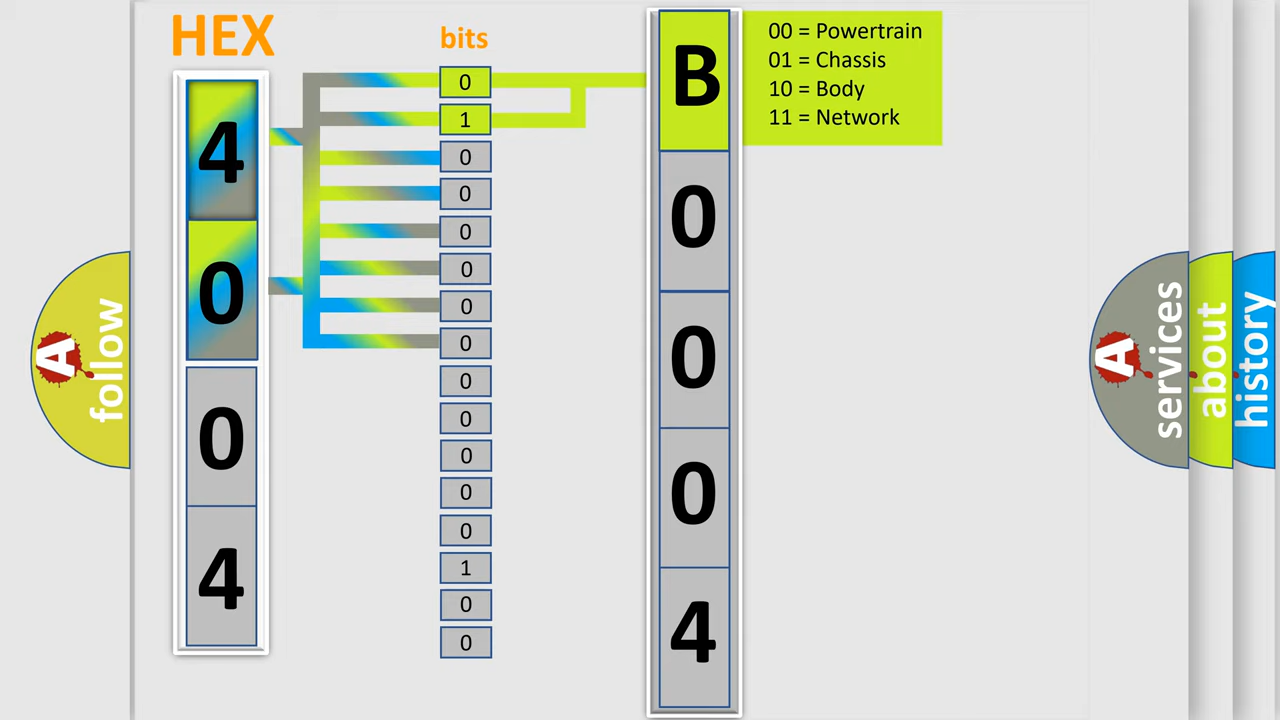 HEX
4
0
0
4
bits
0
1
0
0
0
0
0
0
0
0
0
0
0
1
0
0
B
0
0
0
4
00 = Powertrain
01 = Chassis
10 = Body
11 = Network
A
follow
A
services
about
history